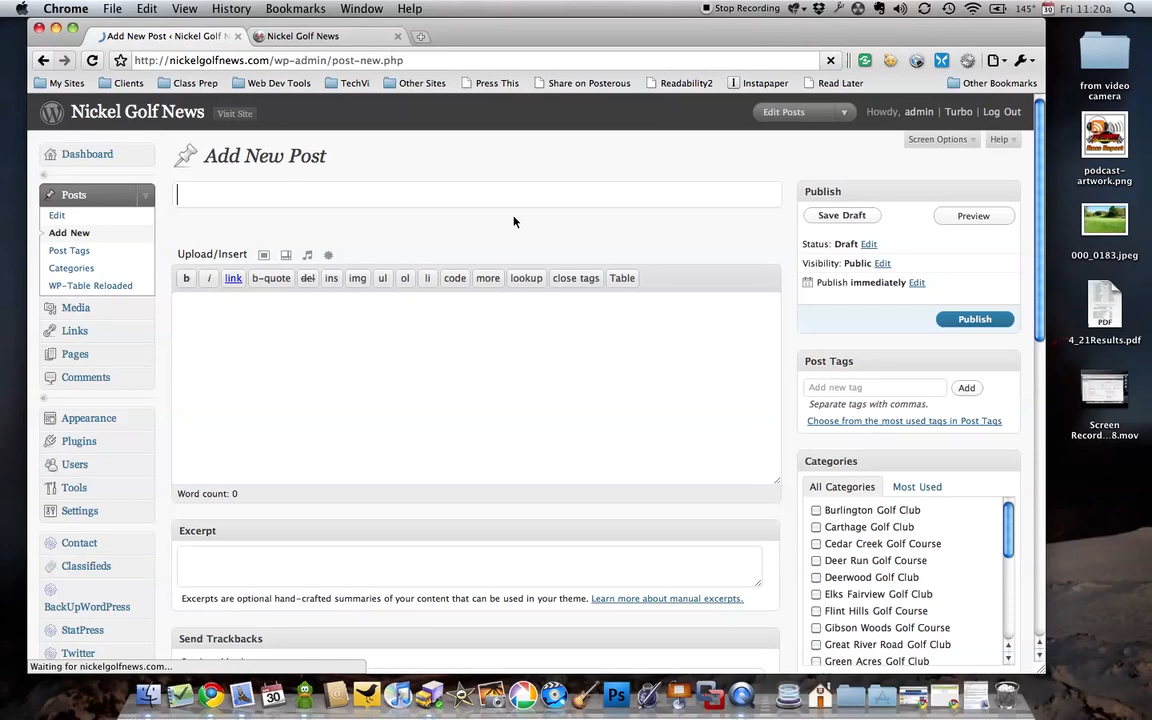 Chrome File Edit View History Bookmarks Window Help Stop Recording 145° Fri 11:20a
Add New Post ‹ Nickel Golf N Nickel Golf News
http://nickelgolfnews.com/wp-admin/post-new.php
My Sites Clients Class Prep Web Dev Tools TechVi Other Sites Press This Share on Posterous Readability2 Instapaper Read Later Other Bookmarks
Nickel Golf News Visit Site Edit Posts Howdy, admin | Turbo | Log Out
Screen Options Help
Add New Post
Dashboard
Posts
Edit
Add New
Post Tags
Categories
WP-Table Reloaded
Media
Links
Pages
Comments
Appearance
Plugins
Users
Tools
Settings
Contact
Classifieds
BackUpWordPress
StatPress
Twitter
Upload/Insert
b i link b-quote del ins img ul ol li code more lookup close tags Table
Word count: 0
Excerpt
Excerpts are optional hand-crafted summaries of your content that can be used in your theme. Learn more about manual excerpts.
Send Trackbacks
Publish
Save Draft Preview
Status: Draft Edit
Visibility: Public Edit
Publish immediately Edit
Publish
Post Tags
Add new tag Add
Separate tags with commas.
Choose from the most used tags in Post Tags
Categories
All Categories Most Used
Burlington Golf Club
Carthage Golf Club
Cedar Creek Golf Course
Deer Run Golf Course
Deerwood Golf Club
Elks Fairview Golf Club
Flint Hills Golf Course
Gibson Woods Golf Course
Great River Road Golf Club
Green Acres Golf Club
Waiting for nickelgolfnews.com...
from video
camera
podcast-
artwork.png
000_0183.jpeg
PDF
4_21Results.pdf
Screen
Record...8.mov
30
Ps